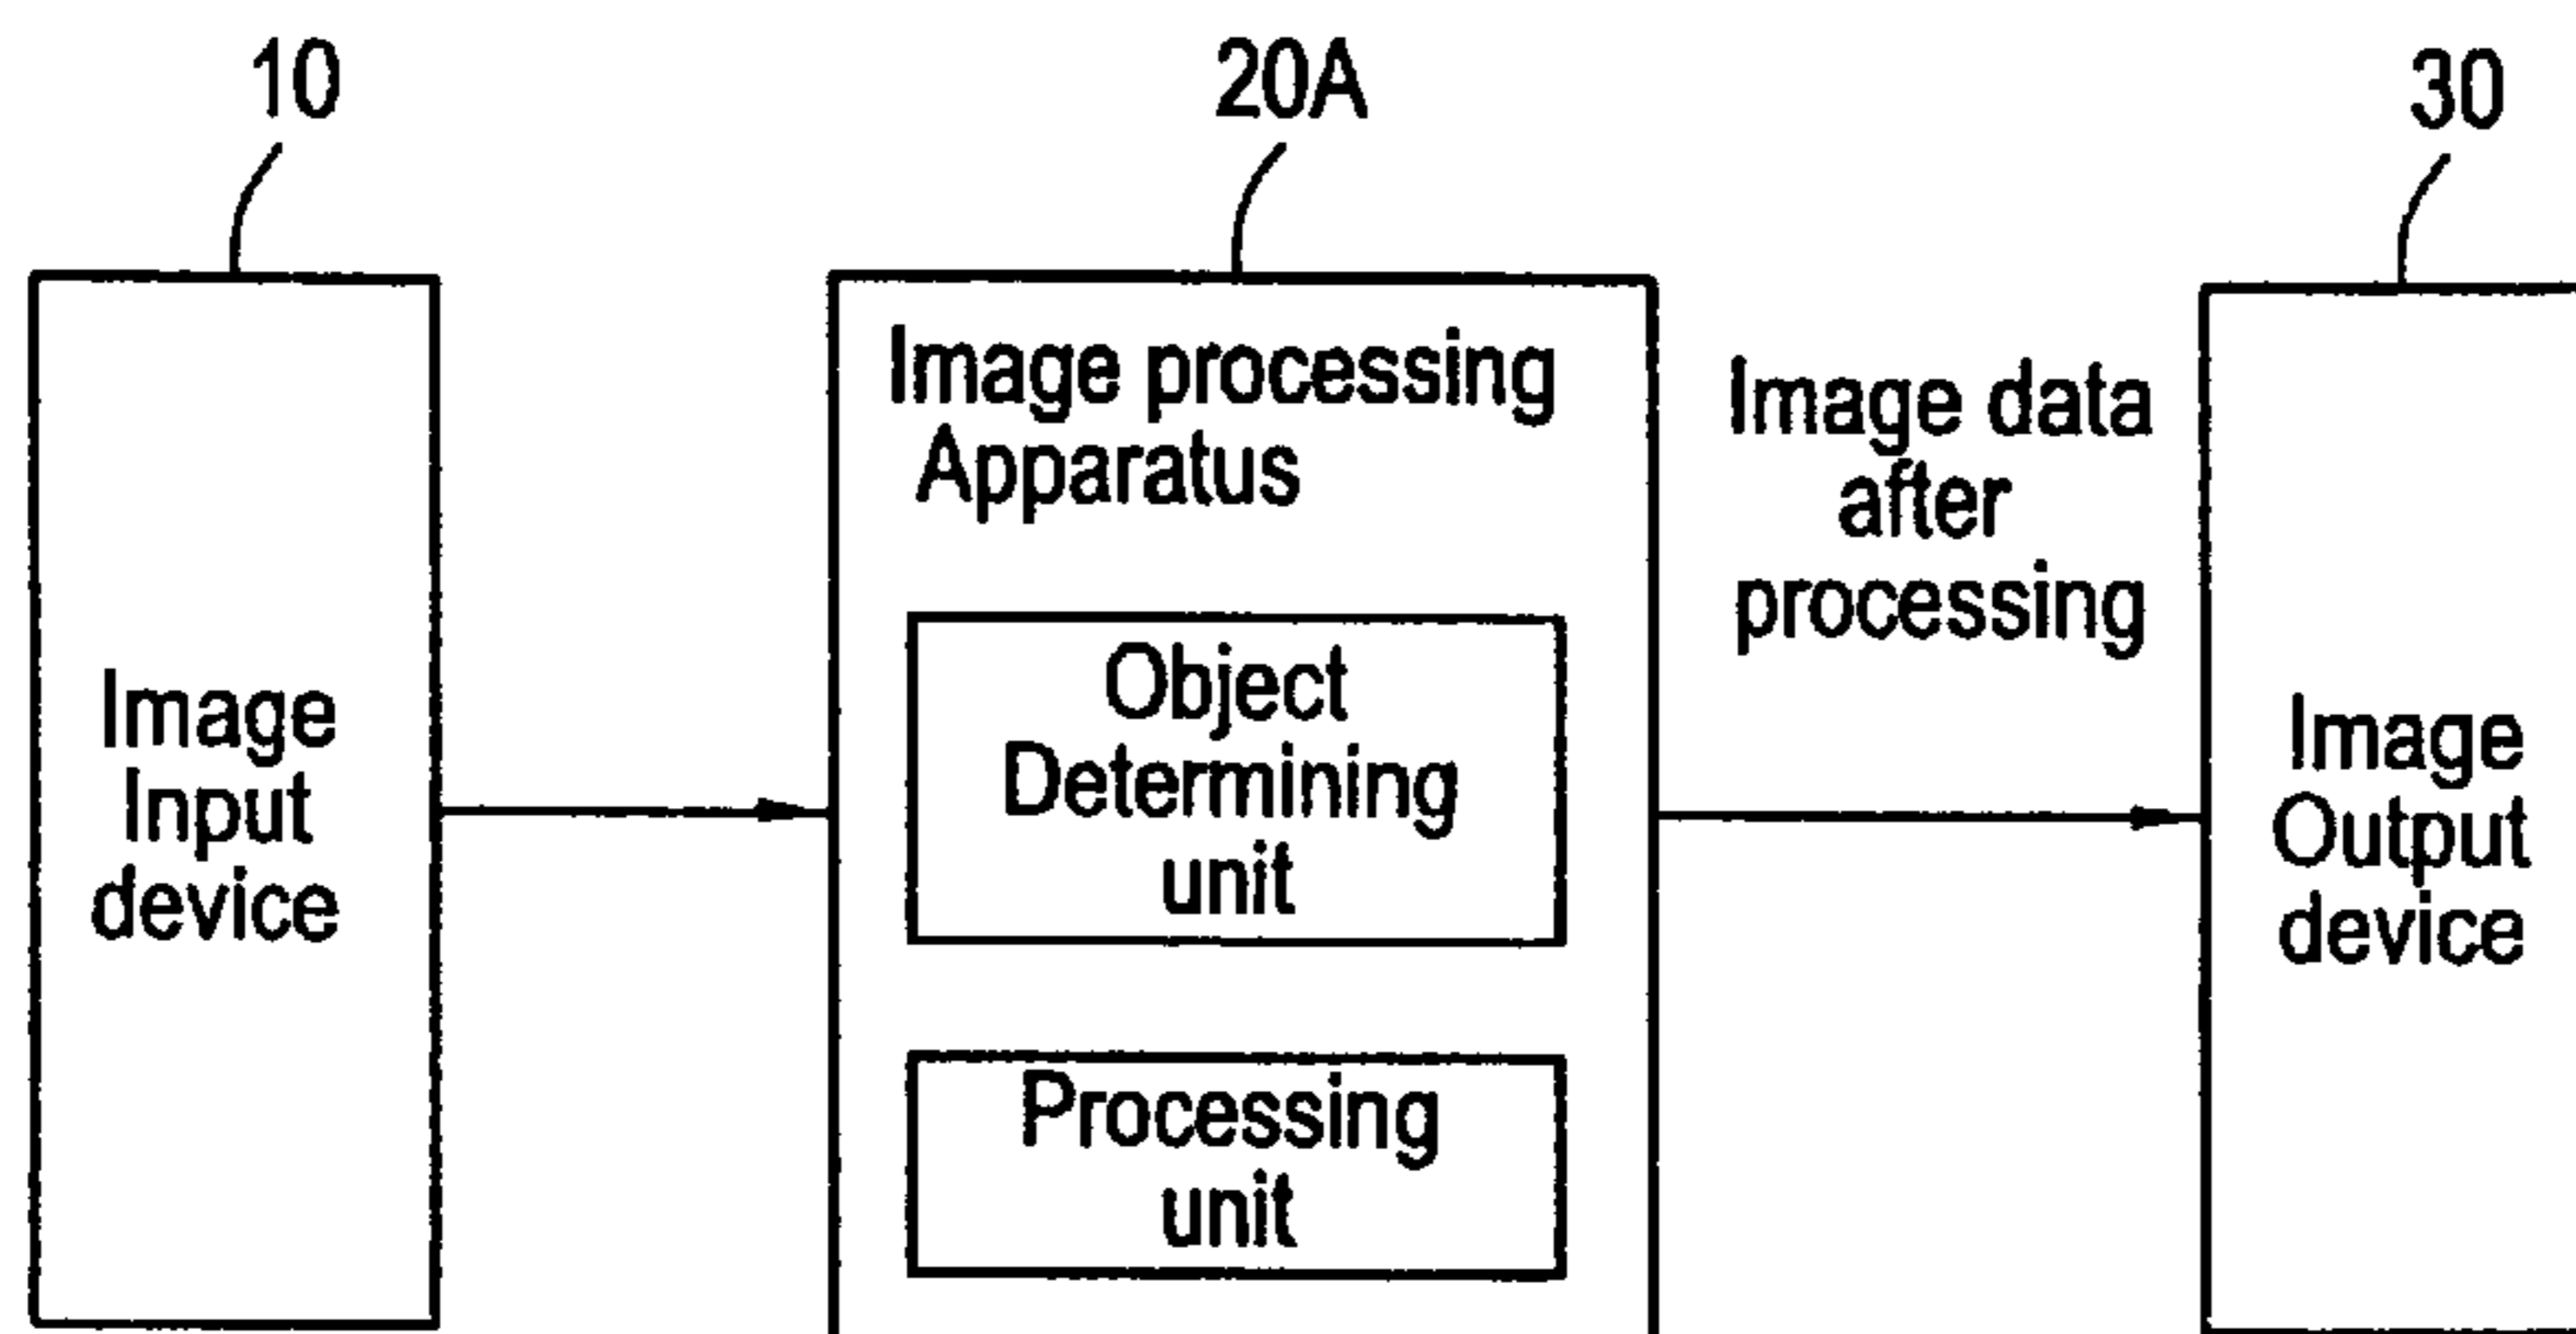 10
20A
30
Image
Input
device
Image processing
Apparatus
Object
Determining
unit
Processing
unit
Image data
after
processing
Image
Output
device